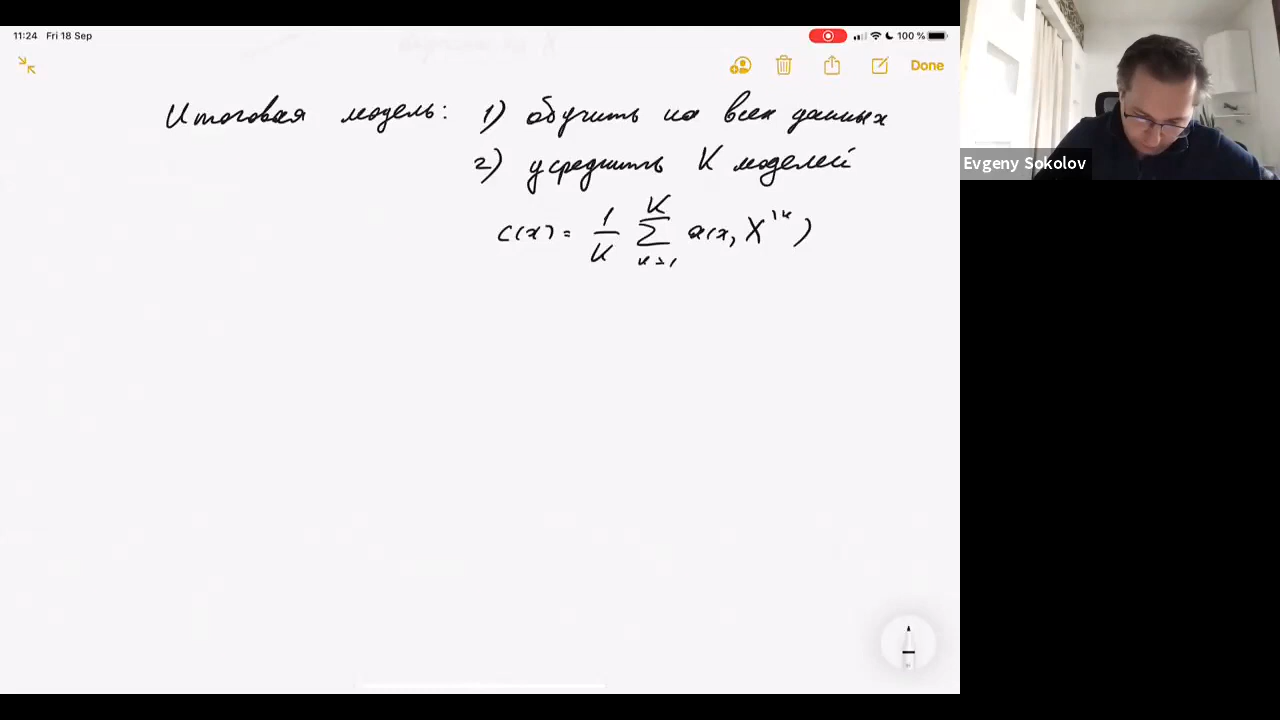 11:24 Fri 18 Sep 100 %
Done
Итоговая модель: 1) обучить на всех данных
2) усреднить K моделей
c(x) = 1/K ∑_{k=1}^{K} a(x, X^{\k})
Evgeny Sokolov